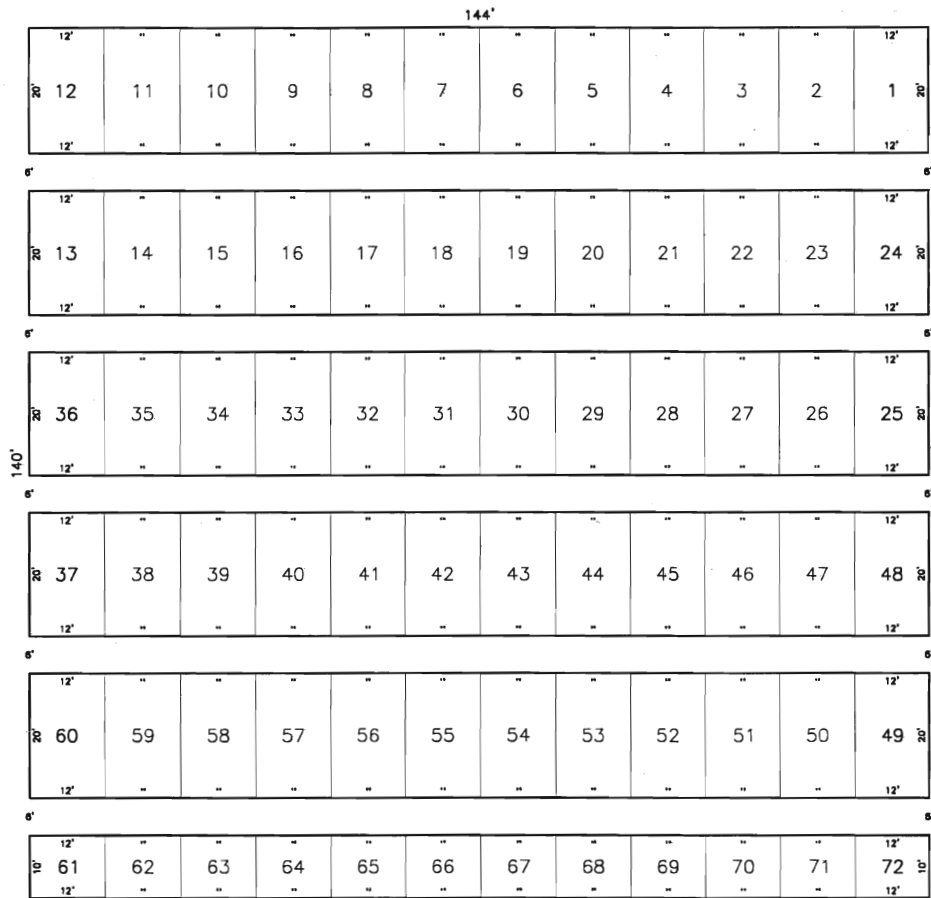 144'
12' " " " " " " " " " " 12'
20' 12 11 10 9 8 7 6 5 4 3 2 1 20'
12' " " " " " " " " " " 12'
6' 6'
12' " " " " " " " " " " 12'
20' 13 14 15 16 17 18 19 20 21 22 23 24 20'
12' " " " " " " " " " " 12'
6' 6'
12' " " " " " " " " " " 12'
20' 36 35 34 33 32 31 30 29 28 27 26 25 20'
12' " " " " " " " " " " 12'
140'
6' 6'
12' " " " " " " " " " " 12'
20' 37 38 39 40 41 42 43 44 45 46 47 48 20'
12' " " " " " " " " " " 12'
6' 6'
12' " " " " " " " " " " 12'
20' 60 59 58 57 56 55 54 53 52 51 50 49 20'
12' " " " " " " " " " " 12'
6' 6'
12' " " " " " " " " " " 12'
10' 61 62 63 64 65 66 67 68 69 70 71 72 10'
12' " " " " " " " " " " 12'